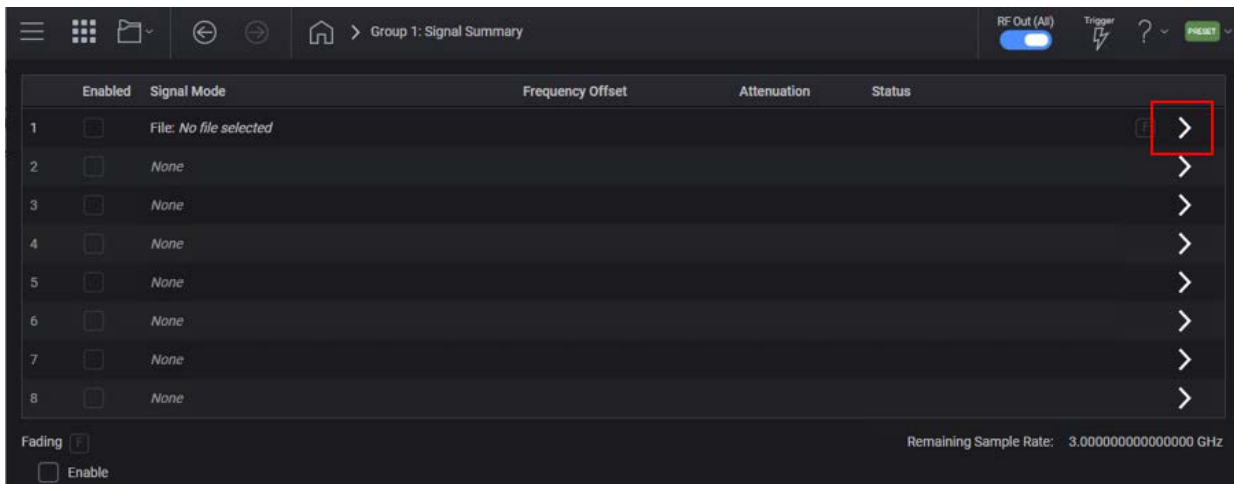 Group 1: Signal Summary
RF Out (All)
Trigger
?
PRESET
Enabled Signal Mode Frequency Offset Attenuation Status
1 File: No file selected F
2 None
3 None
4 None
5 None
6 None
7 None
8 None
Fading F
Remaining Sample Rate: 3.000000000000000 GHz
Enable